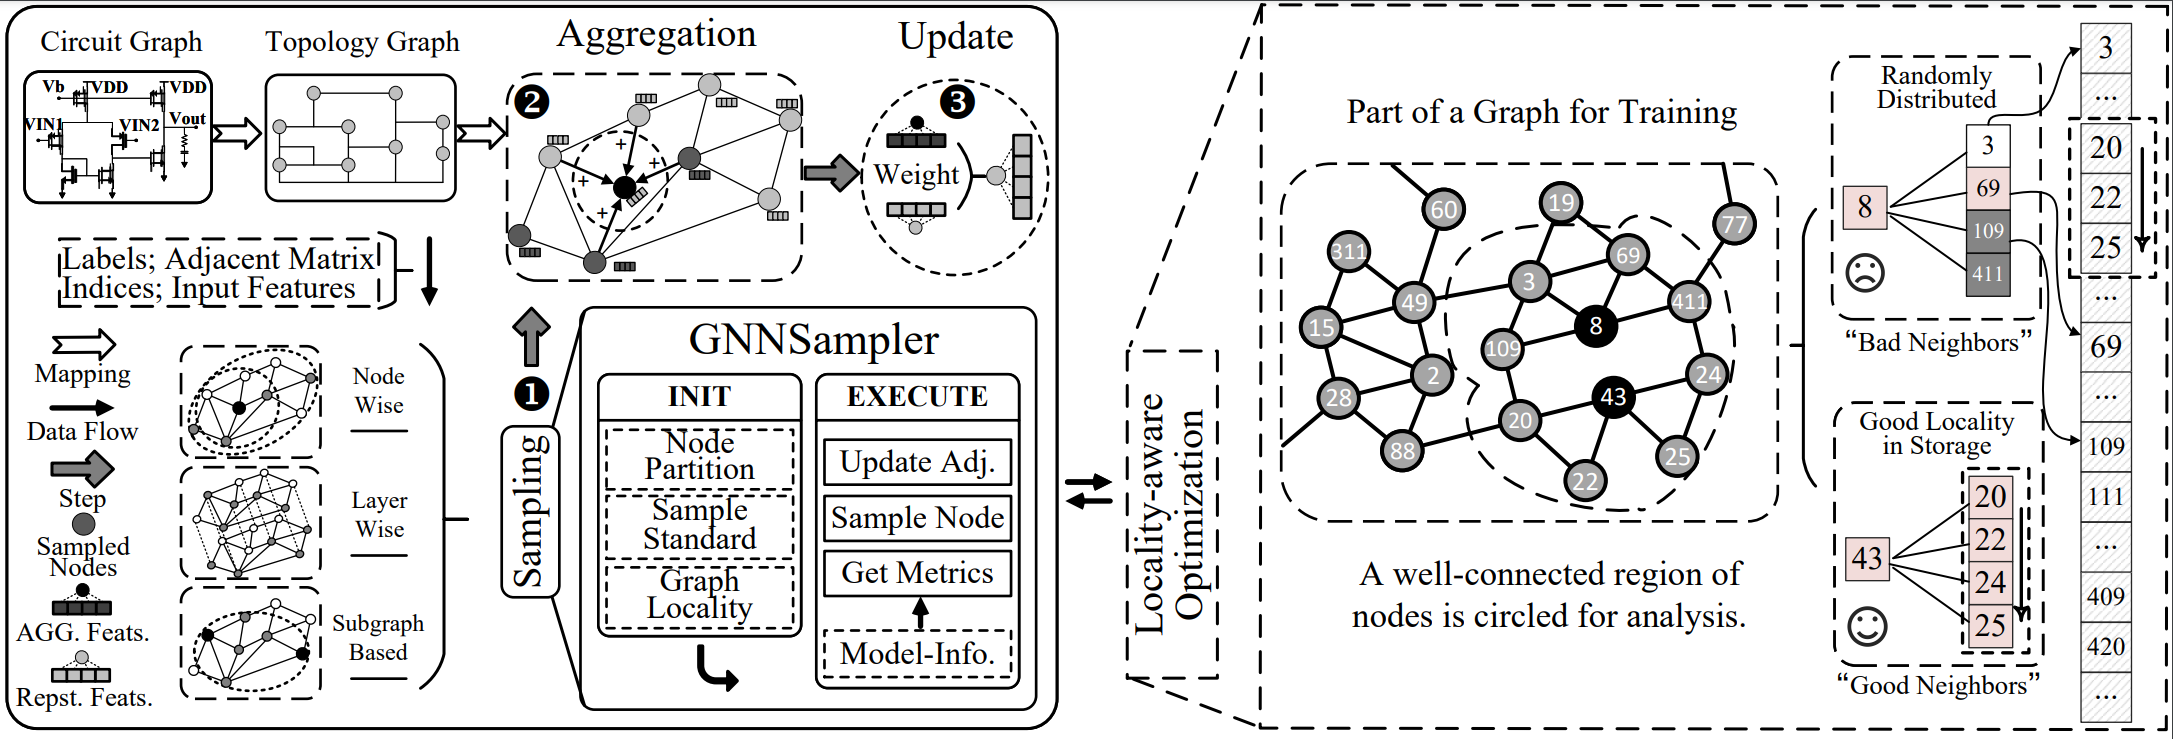 Circuit Graph
Topology Graph
Aggregation
Update
Vb
VDD
VDD
VIN1
VIN2
Vout
2
+
+
+
+
3
Weight
Labels; Adjacent Matrix
Indices; Input Features
Mapping
Data Flow
Step
Sampled
Nodes
AGG. Feats.
Repst. Feats.
Node
Wise
Layer
Wise
Subgraph
Based
1
Sampling
GNNSampler
INIT
Node
Partition
Sample
Standard
Graph
Locality
EXECUTE
Update Adj.
Sample Node
Get Metrics
Model-Info.
Locality-aware
Optimization
Part of a Graph for Training
60
19
77
311
69
3
49
411
15
8
109
2
24
28
43
20
88
25
22
A well-connected region of
nodes is circled for analysis.
Randomly
Distributed
8
3
69
109
411
“Bad Neighbors”
Good Locality
in Storage
43
20
22
24
25
“Good Neighbors”
3
...
20
22
25
...
69
...
109
111
...
409
420
...